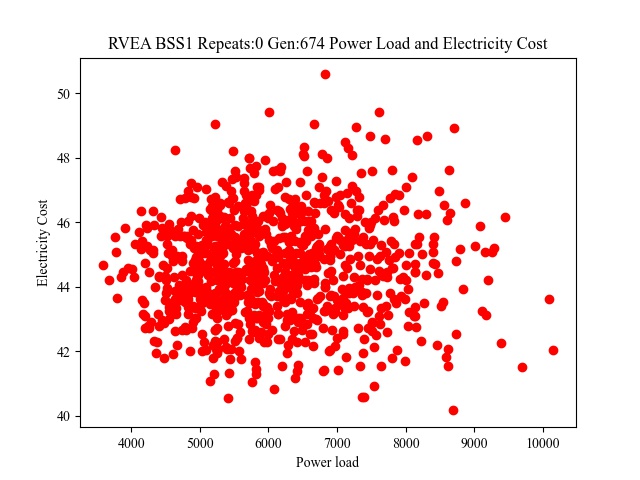 RVEA BSS1 Repeats:0 Gen:674 Power Load and Electricity Cost
50
48
46
44
42
40
Electricity Cost
4000 5000 6000 7000 8000 9000 10000
Power load